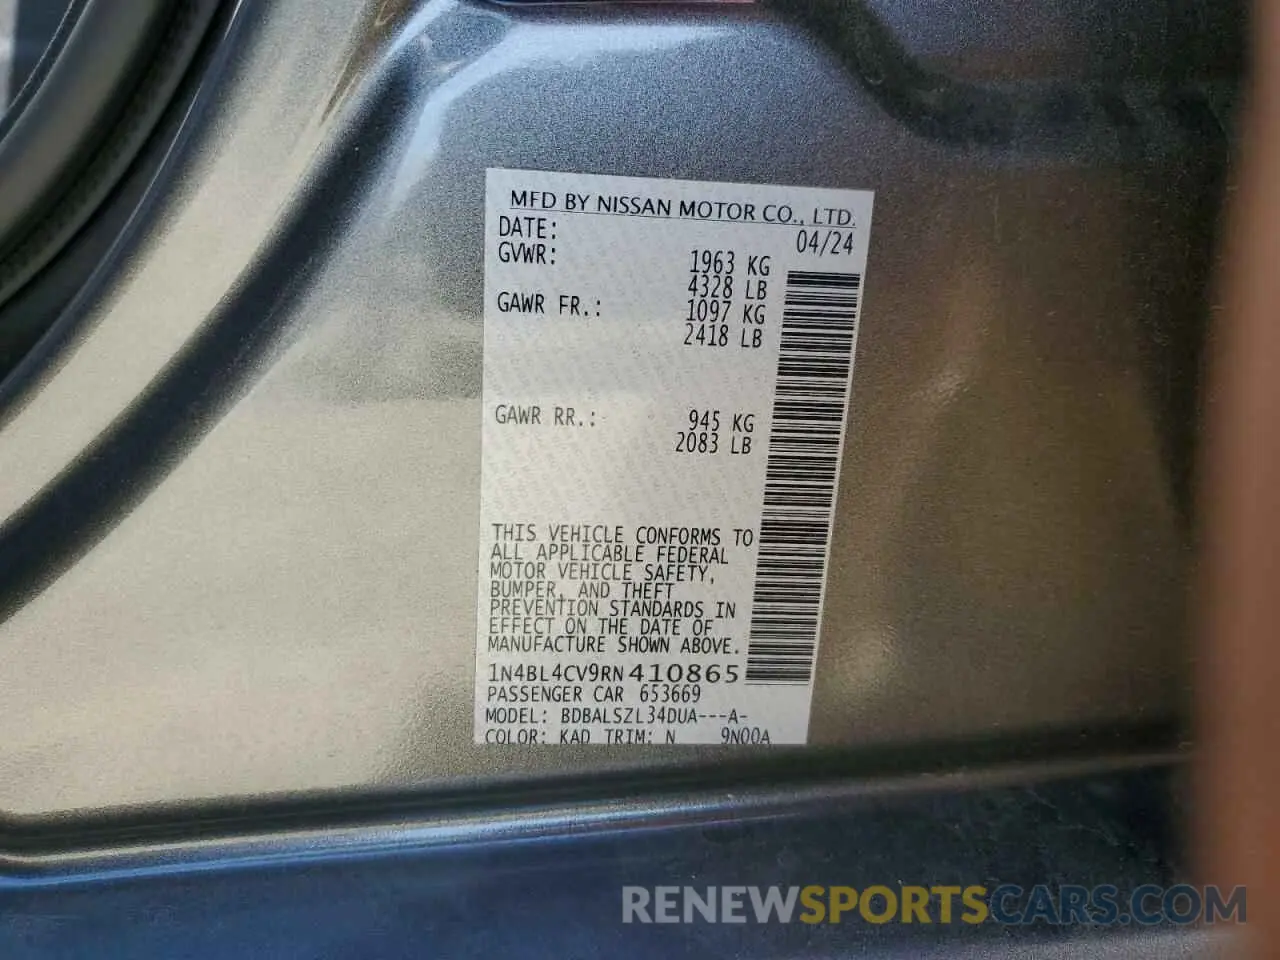 MFD BY NISSAN MOTOR CO., LTD.
DATE: 04/24
GVWR: 1963 KG
4328 LB
GAWR FR.: 1097 KG
2418 LB
GAWR RR.: 945 KG
2083 LB
THIS VEHICLE CONFORMS TO
ALL APPLICABLE FEDERAL
MOTOR VEHICLE SAFETY,
BUMPER, AND THEFT
PREVENTION STANDARDS IN
EFFECT ON THE DATE OF
MANUFACTURE SHOWN ABOVE.
1N4BL4CV9RN410865
PASSENGER CAR 653669
MODEL: BDBALSZL34DUA---A-
COLOR: KAD TRIM: N 9N00A
RENEWSPORTSCARS.COM